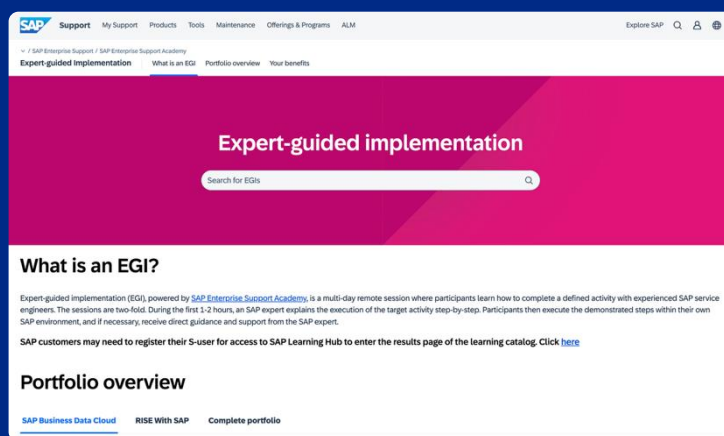 SAP Support My Support Products Tools Maintenance Offerings & Programs ALM Explore SAP
/ SAP Enterprise Support / SAP Enterprise Support Academy
Expert-guided Implementation What is an EGI Portfolio overview Your benefits
Expert-guided implementation
Search for EGIs
What is an EGI?
Expert-guided implementation (EGI), powered by SAP Enterprise Support Academy, is a multi-day remote session where participants learn how to complete a defined activity with experienced SAP service
engineers. The sessions are two-fold. During the first 1-2 hours, an SAP expert explains the execution of the target activity step-by-step. Participants then execute the demonstrated steps within their own
SAP environment, and if necessary, receive direct guidance and support from the SAP expert.
SAP customers may need to register their S-user for access to SAP Learning Hub to enter the results page of the learning catalog. Click here
Portfolio overview
SAP Business Data Cloud RISE With SAP Complete portfolio